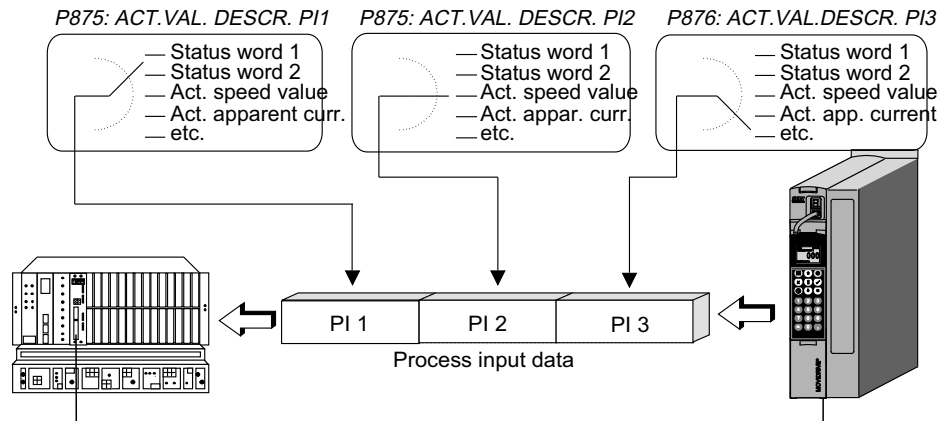 P875: ACT.VAL. DESCR. PI1
Status word 1
Status word 2
Act. speed value
Act. apparent curr.
etc.
P875: ACT.VAL. DESCR. PI2
Status word 1
Status word 2
Act. speed value
Act. appar. curr.
etc.
P876: ACT.VAL.DESCR. PI3
Status word 1
Status word 2
Act. speed value
Act. app. current
etc.
PI 1
PI 2
PI 3
Process input data
000